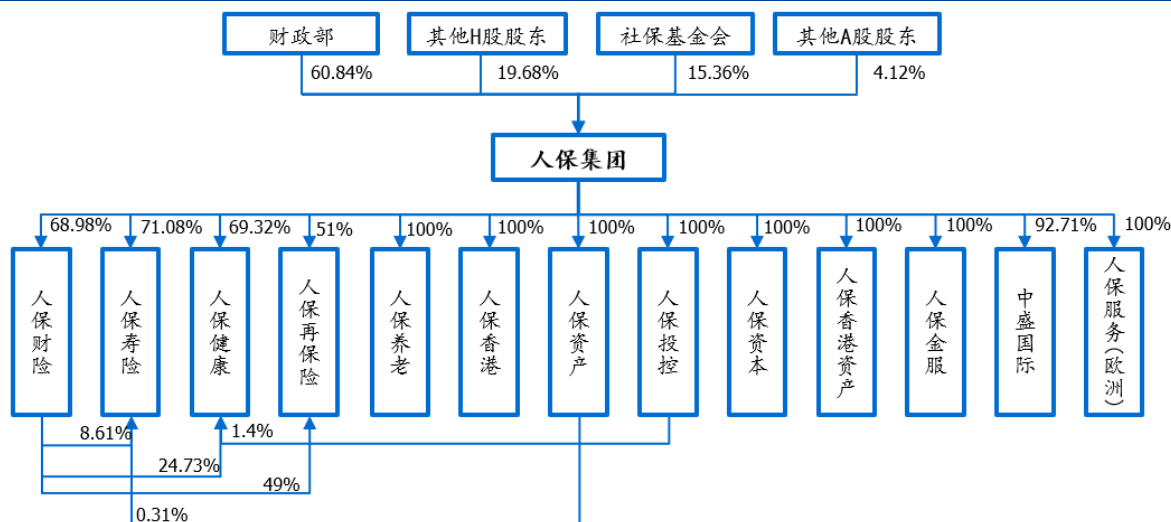 财政部
其他H股股东
社保基金会
其他A股股东
60.84%
19.68%
15.36%
4.12%
人保集团
68.98%
71.08%
69.32%
51%
100%
100%
100%
100%
100%
100%
100%
92.71%
100%
人保财险
人保寿险
人保健康
人保再保险
人保养老
人保香港
人保资产
人保投控
人保资本
人保香港资产
人保金服
中盛国际
人保服务(欧洲)
8.61%
1.4%
24.73%
49%
0.31%